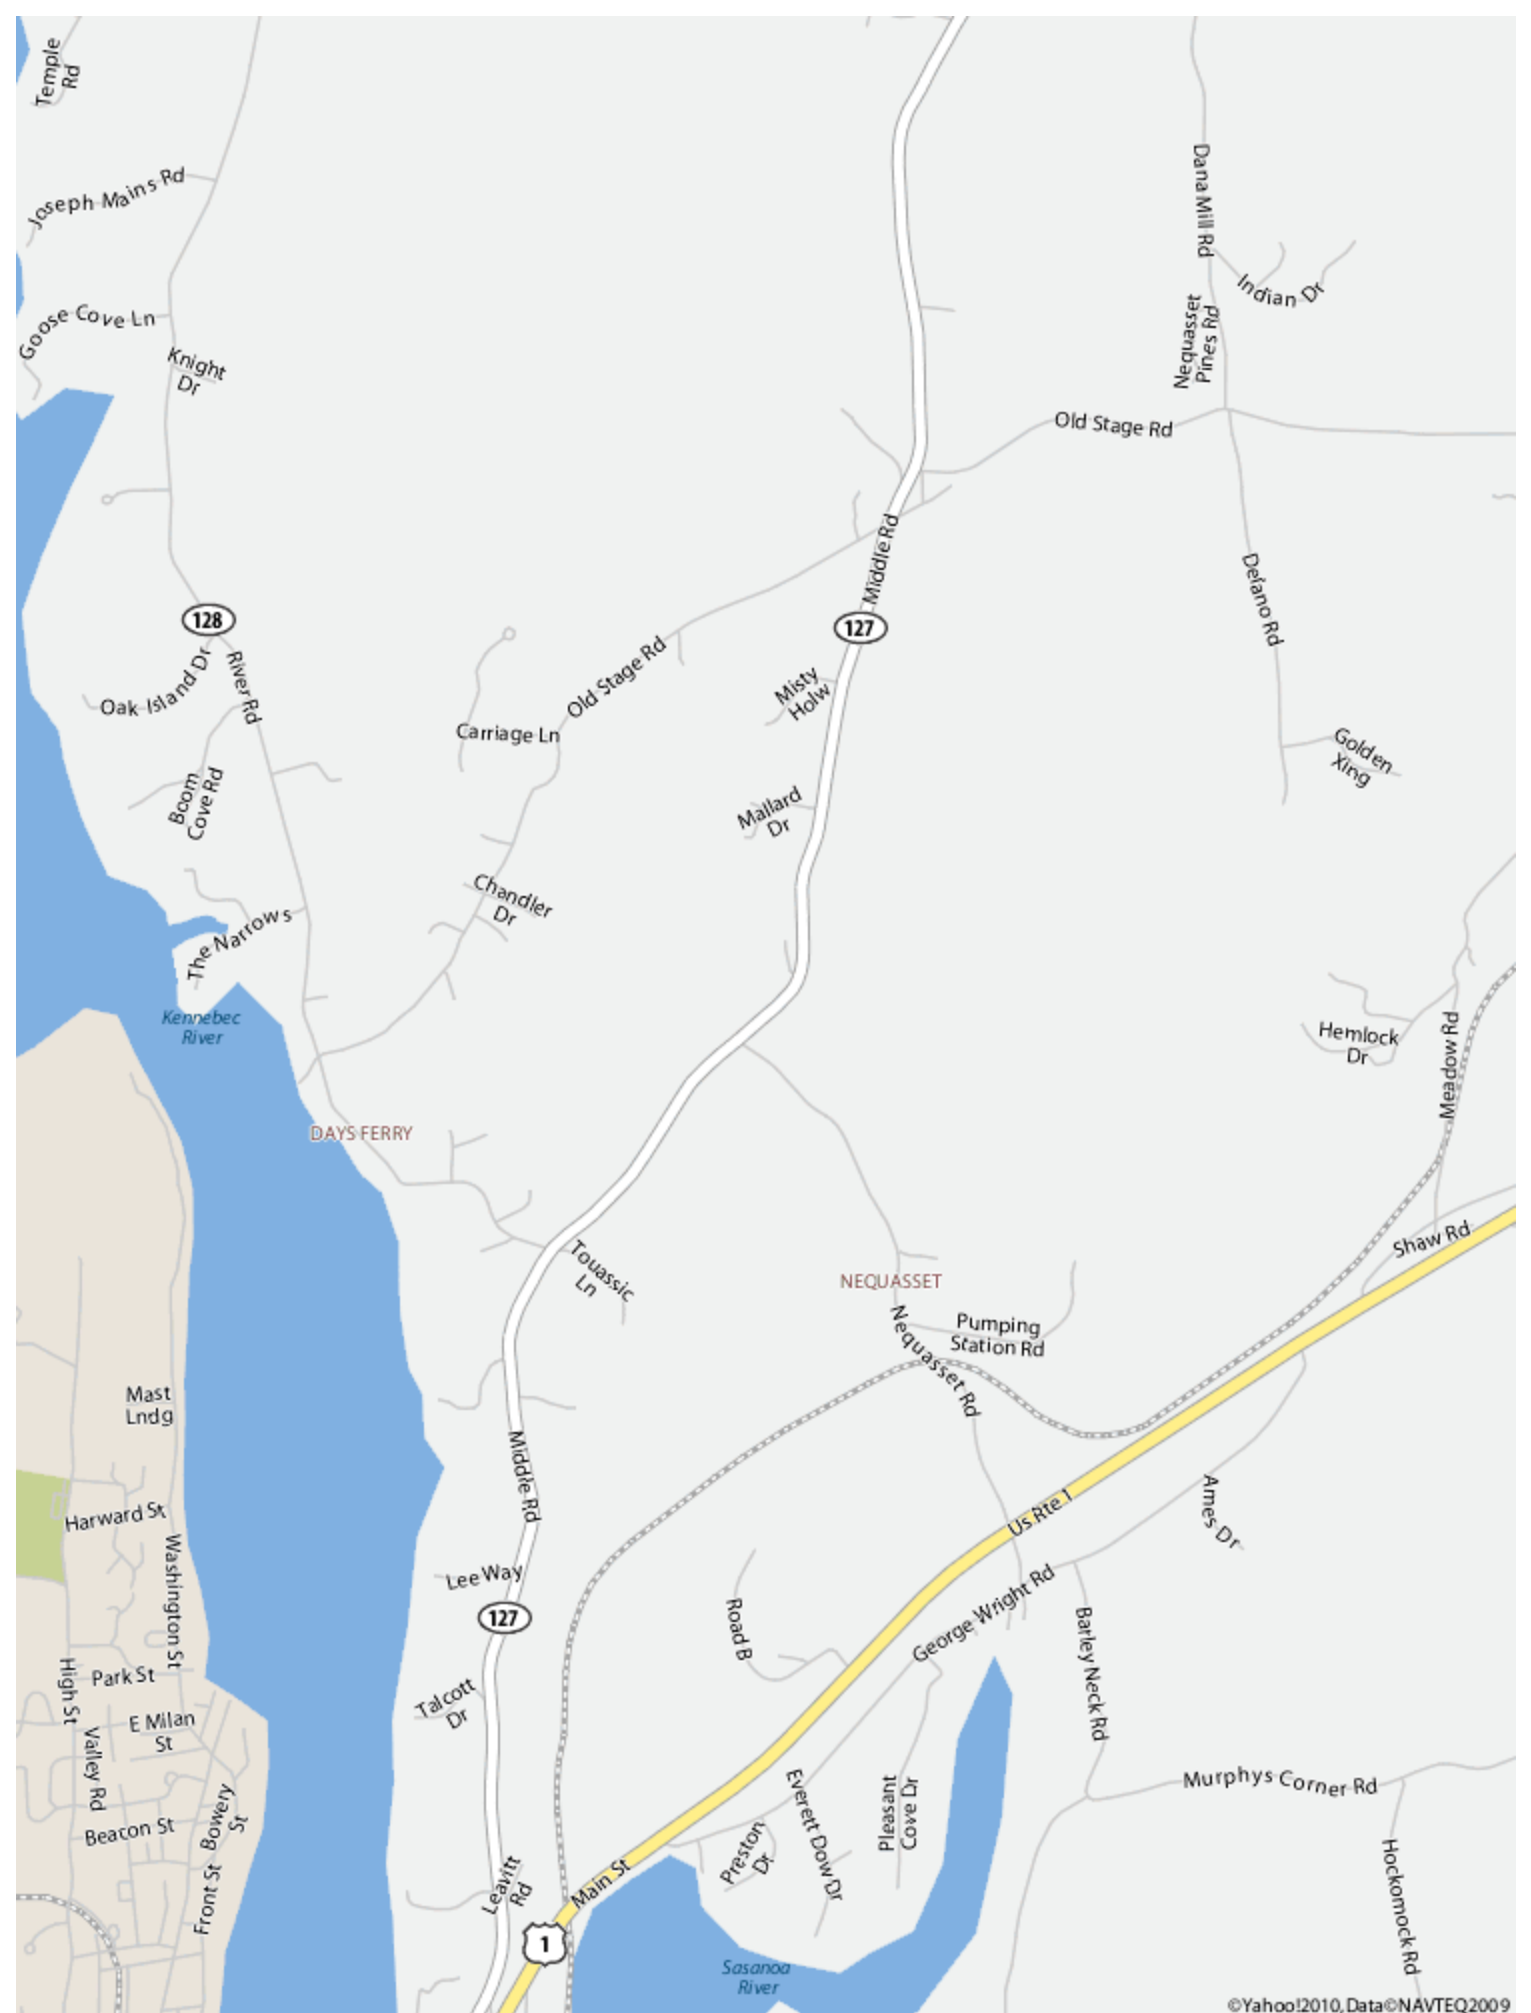 Temple
Rd
Joseph Mains Rd
Dana Mill Rd
Indian Dr
Goose Cove Ln
Nequasset
Pines Rd
Knight
Dr
Old Stage Rd
Middle Rd
Defano Rd
128
127
Oak Island Dr
River Rd
Old Stage Rd
Misty
Holw
Carriage Ln
Golden
Xing
Boom
Cove Rd
Mallard
Dr
Chandler
Dr
The Narrows
Kennebec
River
Hemlock
Dr
Meadow Rd
DAYS FERRY
Shaw Rd
Touassic
Ln
NEQUASSET
Nequasset Rd
Pumping
Station Rd
Mast
Lndg
Middle Rd
Us Rte 1
Ames Dr
Harward St
Washington St
Lee Way
127
George Wright Rd
Road B
Barley Neck Rd
High St
Park St
Talcott
Dr
E Milan
St
Valley Rd
Everett Dow Dr
Pleasant
Cove Dr
Murphys Corner Rd
Bowery
St
Beacon St
Preston
Dr
Hockomock Rd
Leavitt
Rd
Main St
Front St
1
Sasanoa
River
©Yahoo!2010, Data©NAVTEQ2009